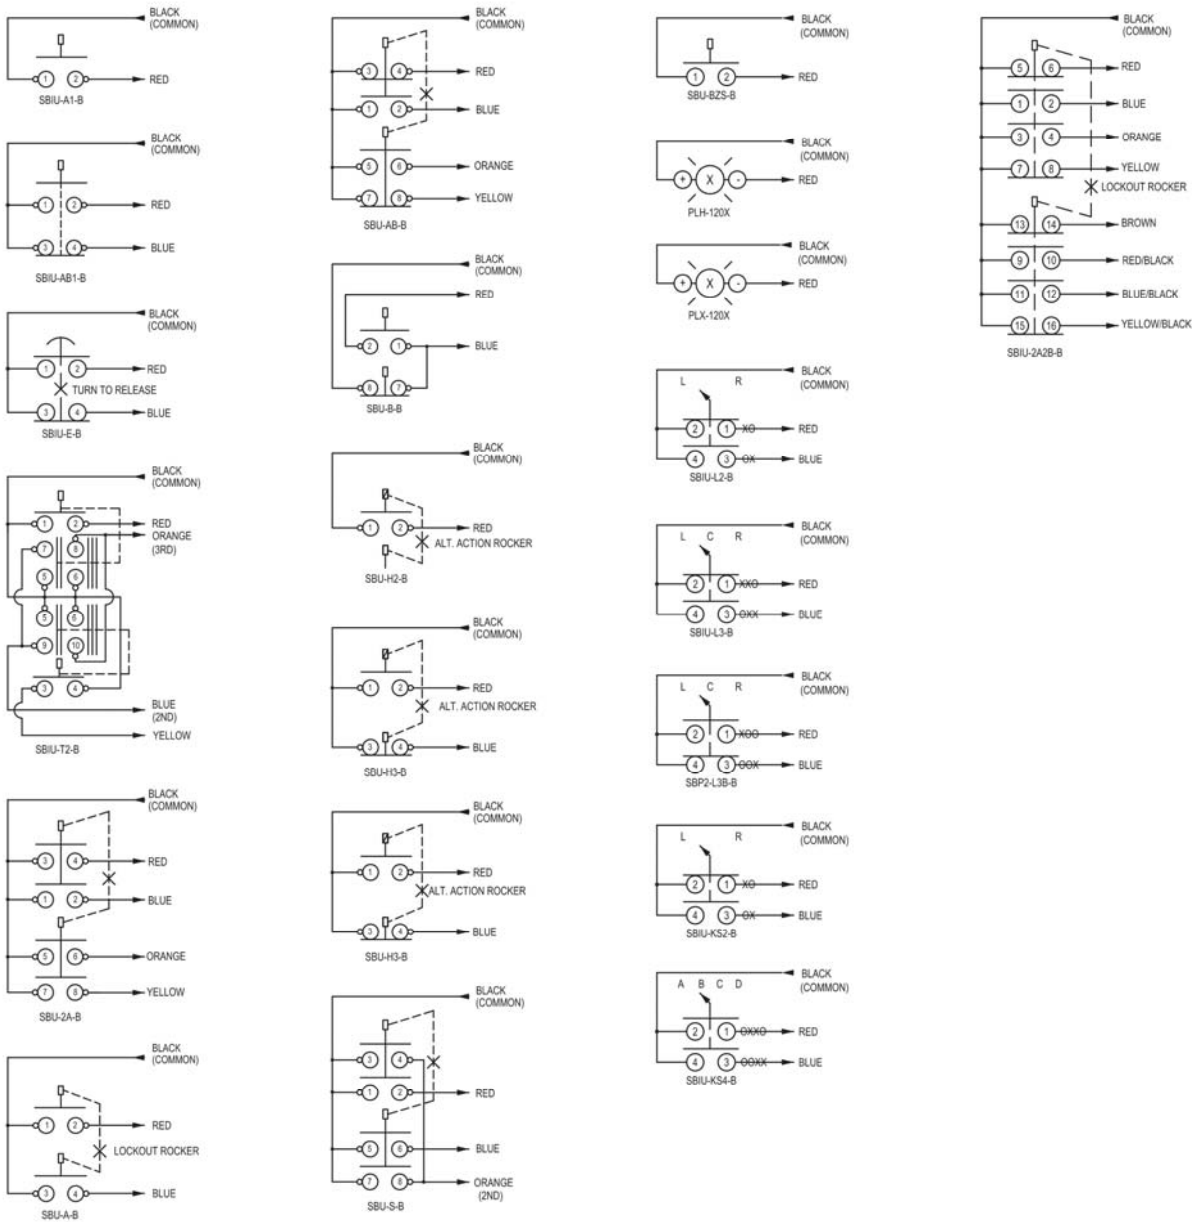 BLACK
(COMMON)
1 2
RED
SBIU-A1-B
BLACK
(COMMON)
1 2
RED
3 4
BLUE
SBIU-AB1-B
BLACK
(COMMON)
1 2
RED
TURN TO RELEASE
3 4
BLUE
SBIU-E-B
BLACK
(COMMON)
1 2
RED
ORANGE
(3RD)
7 8
5 6
5 6
9 10
3 4
BLUE
(2ND)
YELLOW
SBIU-T2-B
BLACK
(COMMON)
3 4
RED
1 2
BLUE
5 6
ORANGE
7 8
YELLOW
SBU-2A-B
BLACK
(COMMON)
1 2
RED
LOCKOUT ROCKER
3 4
BLUE
SBU-A-B
BLACK
(COMMON)
3 4
RED
1 2
BLUE
5 6
ORANGE
7 8
YELLOW
SBU-AB-B
BLACK
(COMMON)
RED
2 1
BLUE
8 7
SBU-B-B
BLACK
(COMMON)
1 2
RED
ALT. ACTION ROCKER
SBU-H2-B
BLACK
(COMMON)
1 2
RED
ALT. ACTION ROCKER
3 4
BLUE
SBU-H3-B
BLACK
(COMMON)
1 2
RED
ALT. ACTION ROCKER
3 4
BLUE
SBU-H3-B
BLACK
(COMMON)
3 4
1 2
RED
5 6
BLUE
7 8
ORANGE
(2ND)
SBU-S-B
BLACK
(COMMON)
1 2
RED
SBU-BZS-B
BLACK
(COMMON)
+ X -
RED
PLH-120X
BLACK
(COMMON)
+ X -
RED
PLX-120X
BLACK
(COMMON)
L R
2 1 XO
RED
4 3 OX
BLUE
SBIU-L2-B
BLACK
(COMMON)
L C R
2 1 XXO
RED
4 3 OXX
BLUE
SBIU-L3-B
BLACK
(COMMON)
L C R
2 1 XOO
RED
4 3 OOX
BLUE
SBP2-L3B-B
BLACK
(COMMON)
L R
2 1 XO
RED
4 3 OX
BLUE
SBIU-KS2-B
BLACK
(COMMON)
A B C D
2 1 OXXO
RED
4 3 OOXX
BLUE
SBIU-KS4-B
BLACK
(COMMON)
5 6
RED
1 2
BLUE
3 4
ORANGE
7 8
YELLOW
LOCKOUT ROCKER
13 14
BROWN
9 10
RED/BLACK
11 12
BLUE/BLACK
15 16
YELLOW/BLACK
SBIU-2A2B-B